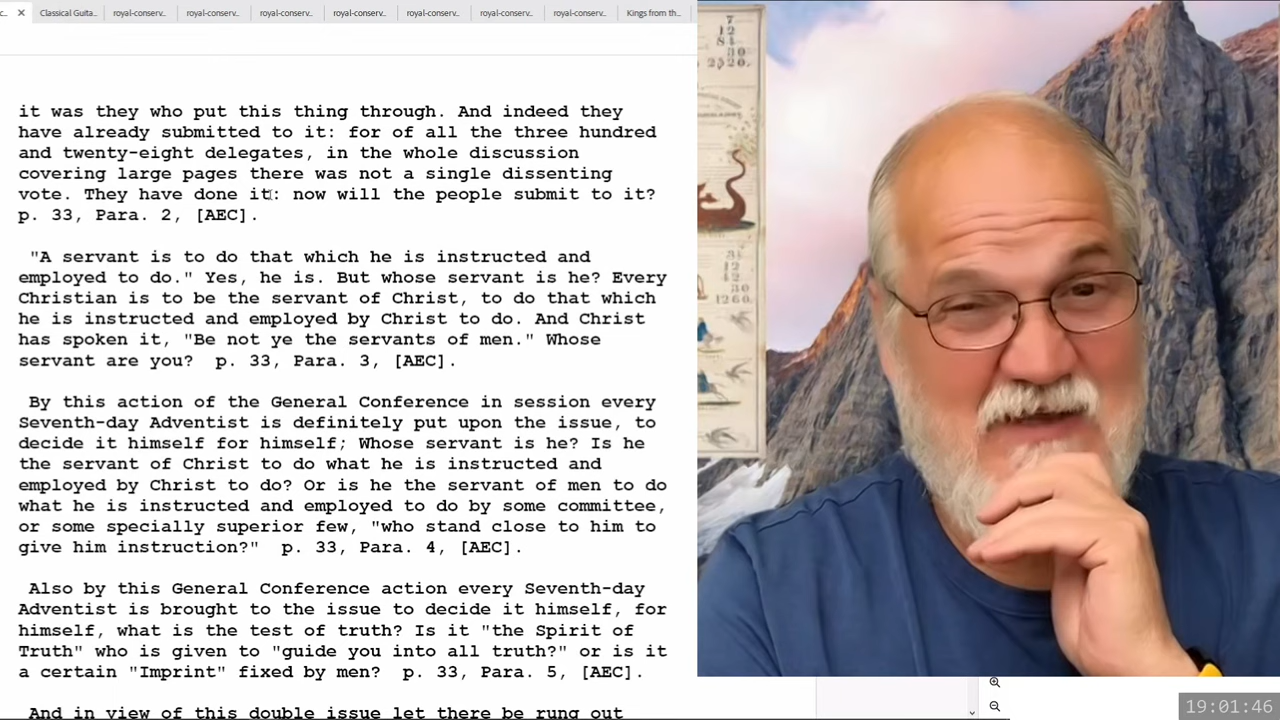 c...
Classical Guita...
royal-conserv...
royal-conserv...
royal-conserv...
royal-conserv...
royal-conserv...
royal-conserv...
royal-conserv...
Kings from th...
it was they who put this thing through. And indeed they
have already submitted to it: for of all the three hundred
and twenty-eight delegates, in the whole discussion
covering large pages there was not a single dissenting
vote. They have done it: now will the people submit to it?
p. 33, Para. 2, [AEC].
"A servant is to do that which he is instructed and
employed to do." Yes, he is. But whose servant is he? Every
Christian is to be the servant of Christ, to do that which
he is instructed and employed by Christ to do. And Christ
has spoken it, "Be not ye the servants of men." Whose
servant are you?  p. 33, Para. 3, [AEC].
By this action of the General Conference in session every
Seventh-day Adventist is definitely put upon the issue, to
decide it himself for himself; Whose servant is he? Is he
the servant of Christ to do what he is instructed and
employed by Christ to do? Or is he the servant of men to do
what he is instructed and employed to do by some committee,
or some specially superior few, "who stand close to him to
give him instruction?"  p. 33, Para. 4, [AEC].
Also by this General Conference action every Seventh-day
Adventist is brought to the issue to decide it himself, for
himself, what is the test of truth? Is it "the Spirit of
Truth" who is given to "guide you into all truth?" or is it
a certain "Imprint" fixed by men?  p. 33, Para. 5, [AEC].
And in view of this double issue let there be rung out
7
12
30
12
42
30
1260
19:01:46